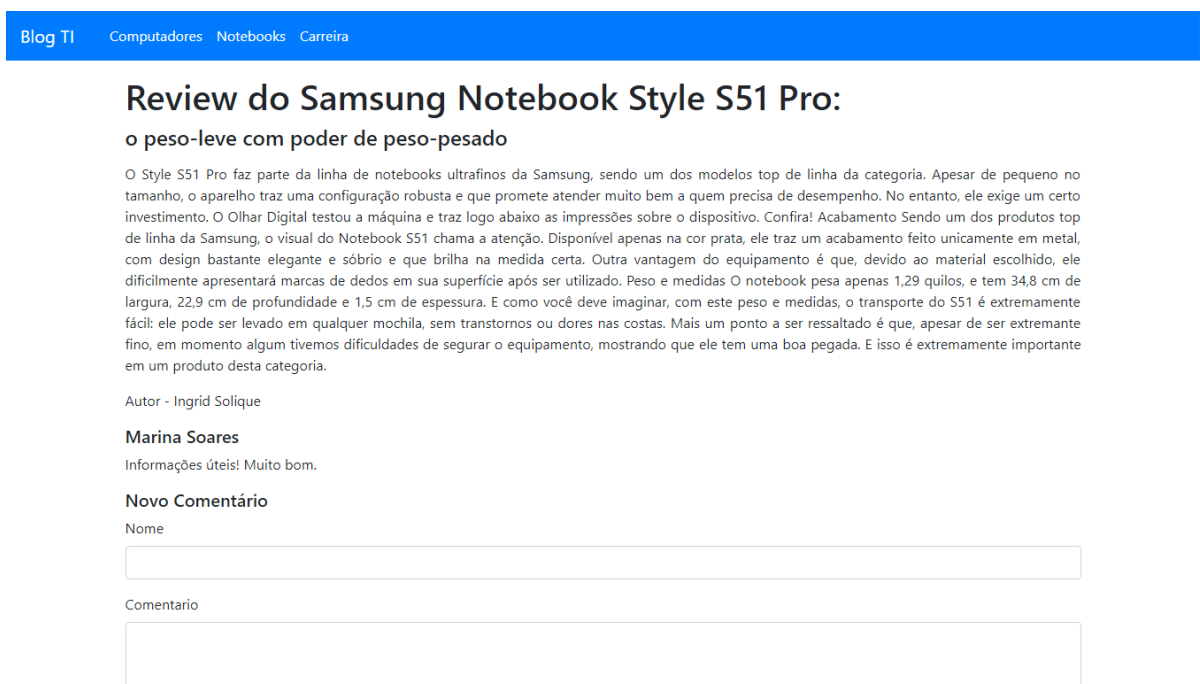 Blog TI Computadores Notebooks Carreira
Review do Samsung Notebook Style S51 Pro:
o peso-leve com poder de peso-pesado
O Style S51 Pro faz parte da linha de notebooks ultrafinos da Samsung, sendo um dos modelos top de linha da categoria. Apesar de pequeno no
tamanho, o aparelho traz uma configuração robusta e que promete atender muito bem a quem precisa de desempenho. No entanto, ele exige um certo
investimento. O Olhar Digital testou a máquina e traz logo abaixo as impressões sobre o dispositivo. Confira! Acabamento Sendo um dos produtos top
de linha da Samsung, o visual do Notebook S51 chama a atenção. Disponível apenas na cor prata, ele traz um acabamento feito unicamente em metal,
com design bastante elegante e sóbrio e que brilha na medida certa. Outra vantagem do equipamento é que, devido ao material escolhido, ele
dificilmente apresentará marcas de dedos em sua superfície após ser utilizado. Peso e medidas O notebook pesa apenas 1,29 quilos, e tem 34,8 cm de
largura, 22,9 cm de profundidade e 1,5 cm de espessura. E como você deve imaginar, com este peso e medidas, o transporte do S51 é extremamente
fácil: ele pode ser levado em qualquer mochila, sem transtornos ou dores nas costas. Mais um ponto a ser ressaltado é que, apesar de ser extremante
fino, em momento algum tivemos dificuldades de segurar o equipamento, mostrando que ele tem uma boa pegada. E isso é extremamente importante
em um produto desta categoria.
Autor - Ingrid Solique
Marina Soares
Informações úteis! Muito bom.
Novo Comentário
Nome
Comentario